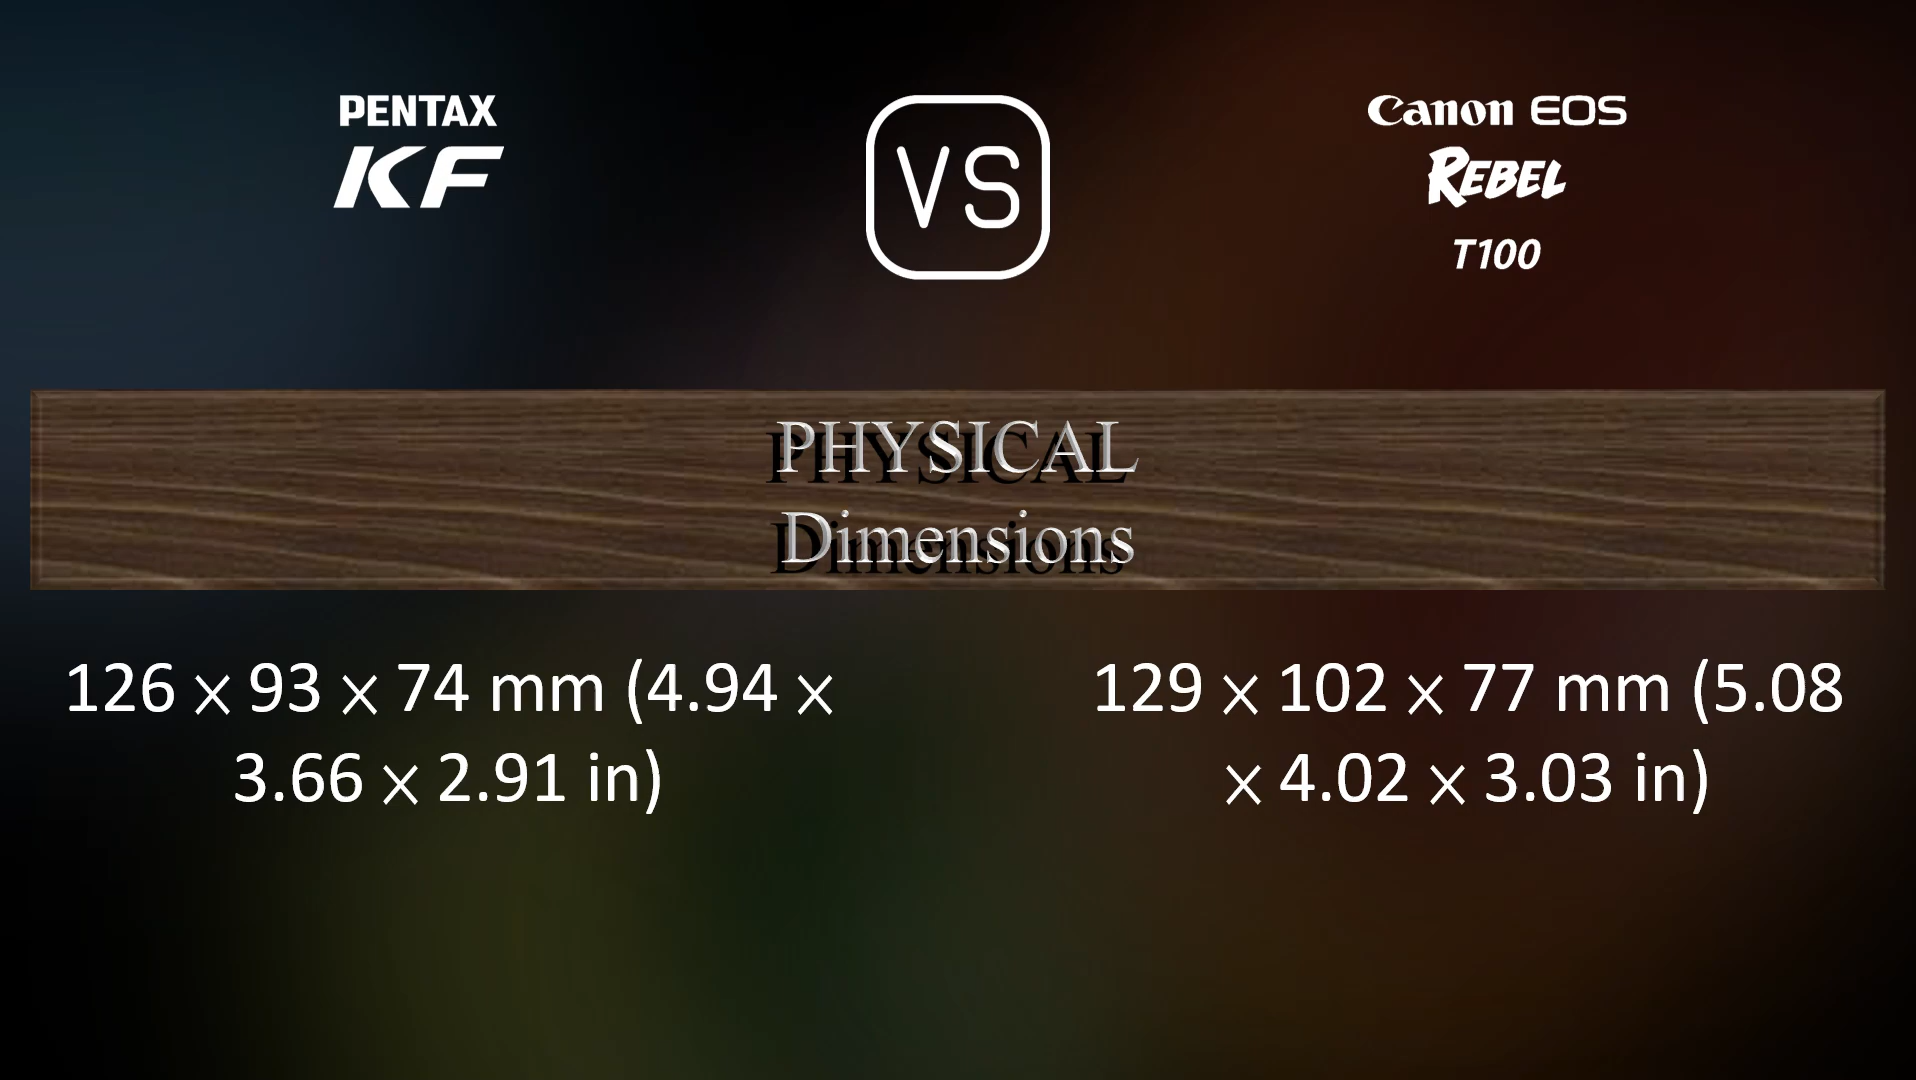 PENTAX
KF
VS
Canon EOS
REBEL
T100
PHYSICAL
Dimensions
126 x 93 x 74 mm (4.94 x
3.66 x 2.91 in)
129 x 102 x 77 mm (5.08
x 4.02 x 3.03 in)